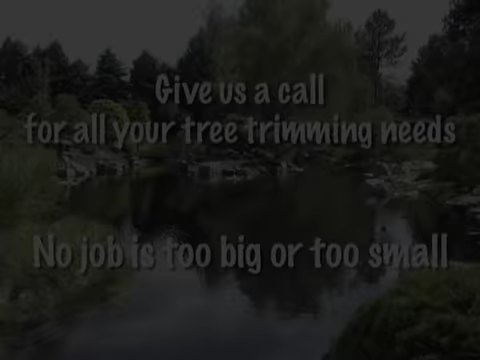 Give us a call
for all your tree trimming needs
No job is too big or too small